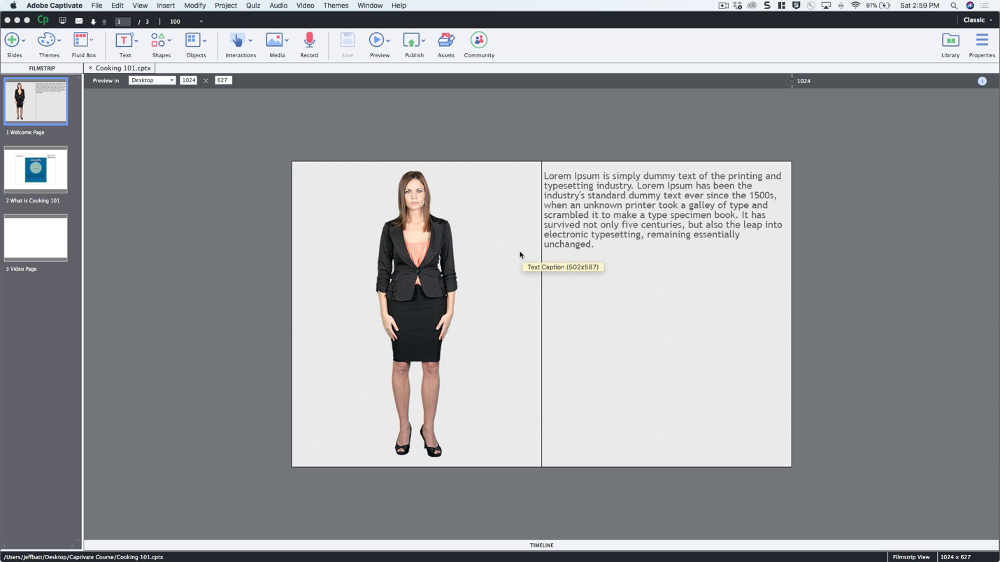 Adobe Captivate File Edit View Insert Modify Project Quiz Audio Video Themes Window Help 91% Sat 2:59 PM
Cp 1 / 3 100 Classic
Slides Themes Fluid Box Text Shapes Objects Interactions Media Record Save Preview Publish Assets Community Library Properties
FILMSTRIP × Cooking 101.cptx
Preview in Desktop 1024 × 627 1024
1 Welcome Page
2 What is Cooking 101
3 Video Page
Lorem Ipsum is simply dummy text of the printing and
typesetting industry. Lorem Ipsum has been the
industry's standard dummy text ever since the 1500s,
when an unknown printer took a galley of type and
scrambled it to make a type specimen book. It has
survived not only five centuries, but also the leap into
electronic typesetting, remaining essentially
unchanged.
Text Caption (502x587)
TIMELINE
/Users/jeffbatt/Desktop/Captivate Course/Cooking 101.cptx Filmstrip View 1024 x 627